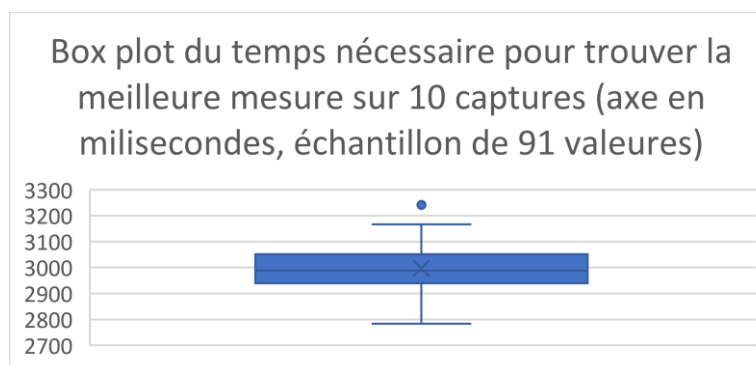 Box plot du temps nécessaire pour trouver la
meilleure mesure sur 10 captures (axe en
milisecondes, échantillon de 91 valeures)
3300
3200
3100
3000
2900
2800
2700